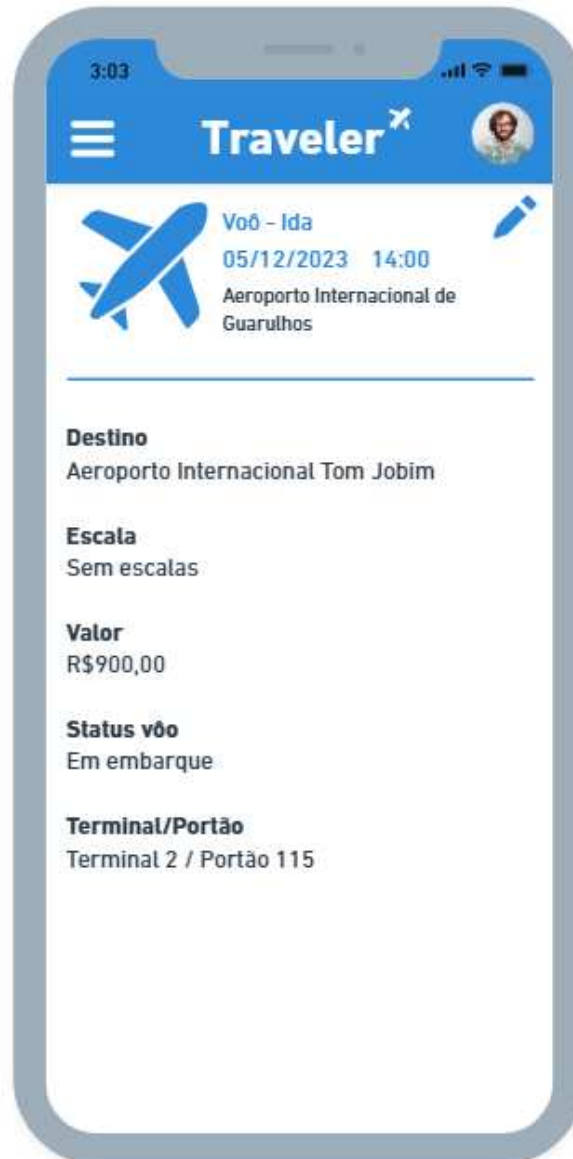 3:03
Traveler
Voô - Ida
05/12/2023 14:00
Aeroporto Internacional de
Guarulhos
Destino
Aeroporto Internacional Tom Jobim
Escala
Sem escalas
Valor
R$900,00
Status vôo
Em embarque
Terminal/Portão
Terminal 2 / Portão 115